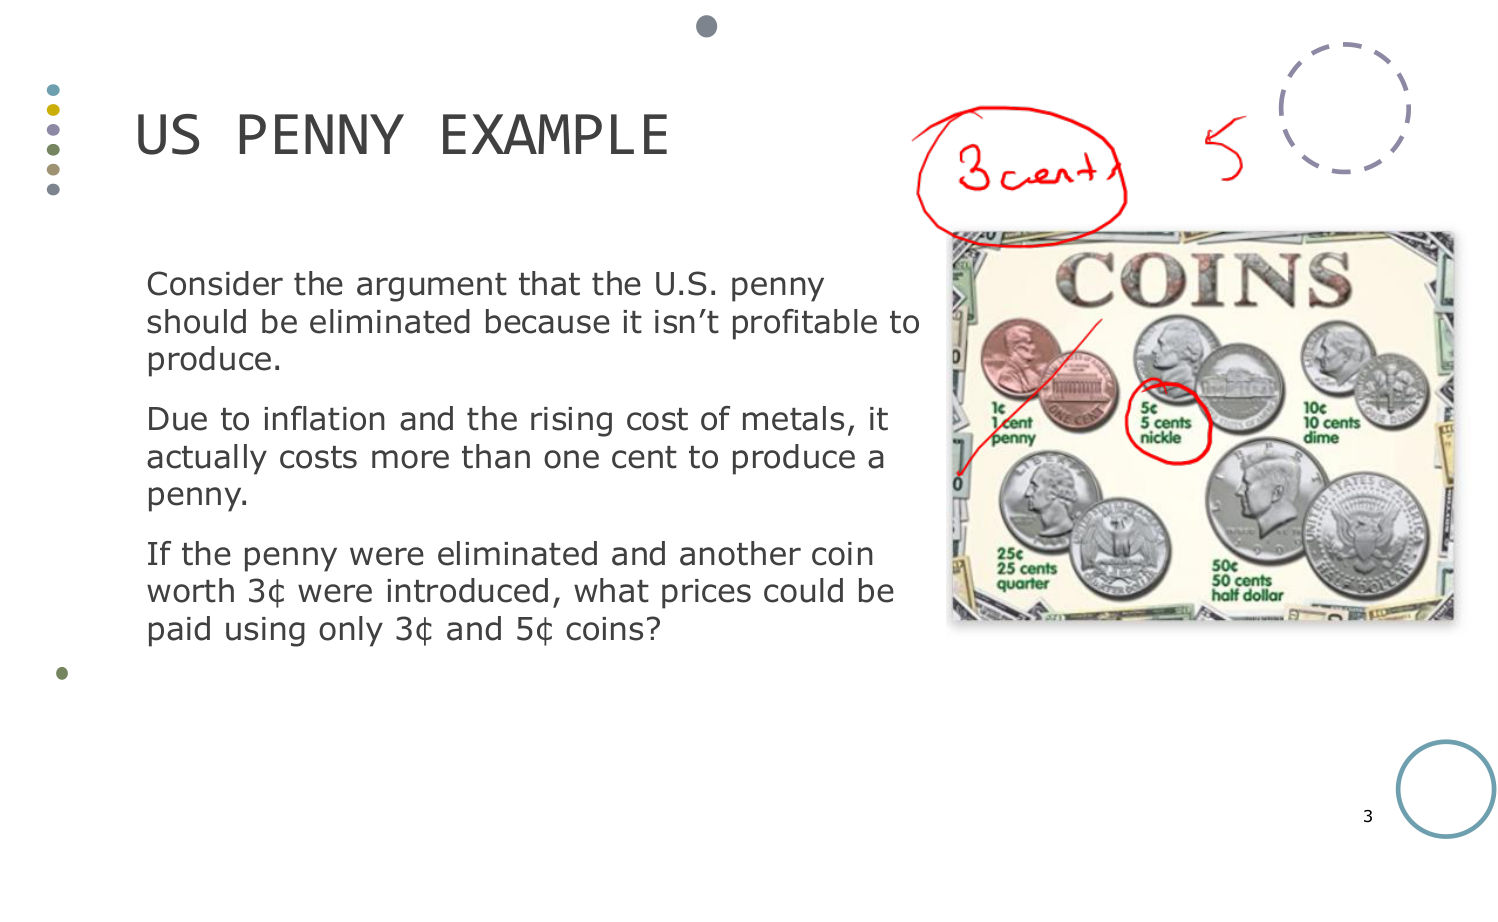 US PENNY EXAMPLE
3 cents
5
Consider the argument that the U.S. penny
should be eliminated because it isn’t profitable to
produce.
Due to inflation and the rising cost of metals, it
actually costs more than one cent to produce a
penny.
If the penny were eliminated and another coin
worth 3¢ were introduced, what prices could be
paid using only 3¢ and 5¢ coins?
COINS
1¢
1 cent
penny
5¢
5 cents
nickle
10¢
10 cents
dime
25¢
25 cents
quarter
50¢
50 cents
half dollar
3